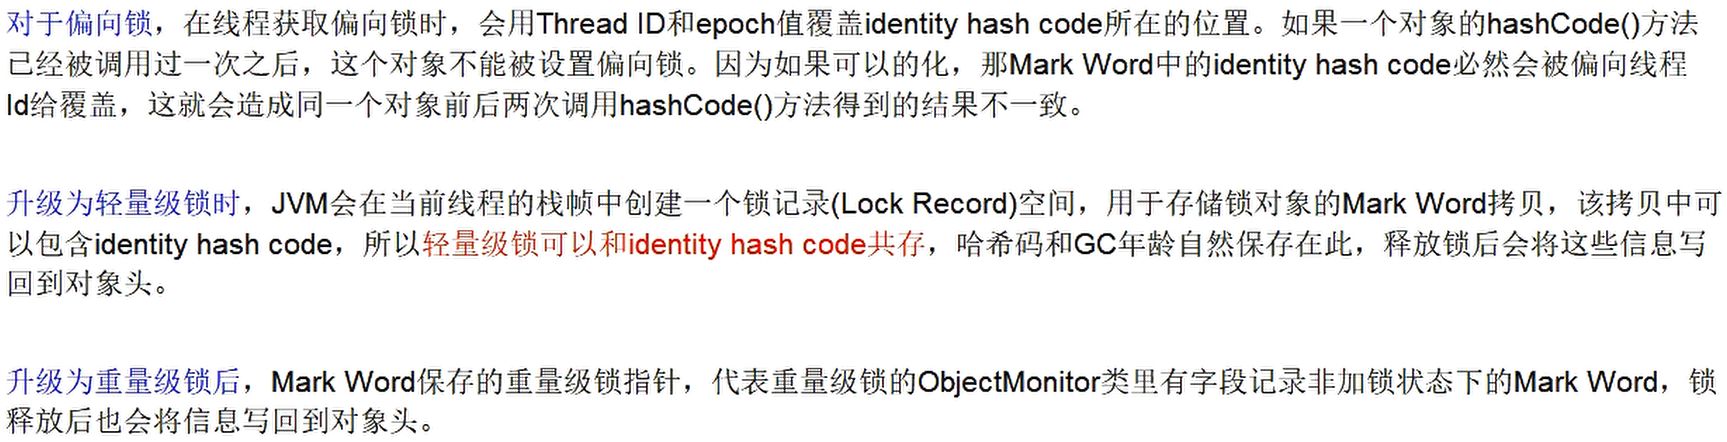 对于偏向锁，在线程获取偏向锁时，会用Thread ID和epoch值覆盖identity hash code所在的位置。如果一个对象的hashCode()方法
已经被调用过一次之后，这个对象不能被设置偏向锁。因为如果可以的化，那Mark Word中的identity hash code必然会被偏向线程
Id给覆盖，这就会造成同一个对象前后两次调用hashCode()方法得到的结果不一致。
升级为轻量级锁时，JVM会在当前线程的栈帧中创建一个锁记录(Lock Record)空间，用于存储锁对象的Mark Word拷贝，该拷贝中可
以包含identity hash code，所以轻量级锁可以和identity hash code共存，哈希码和GC年龄自然保存在此，释放锁后会将这些信息写
回到对象头。
升级为重量级锁后，Mark Word保存的重量级锁指针，代表重量级锁的ObjectMonitor类里有字段记录非加锁状态下的Mark Word，锁
释放后也会将信息写回到对象头。